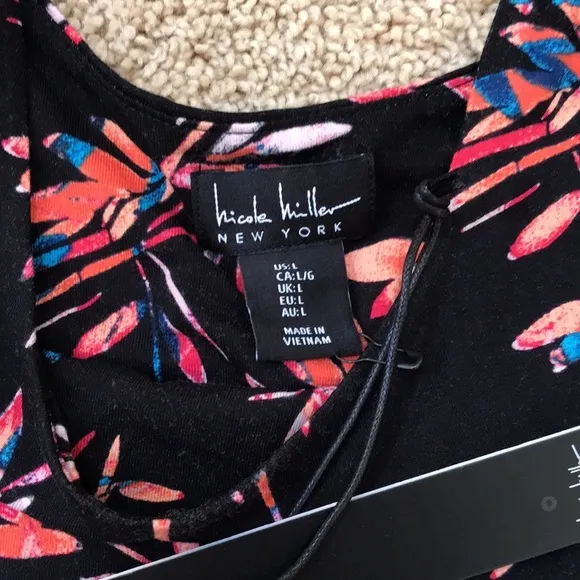 Nicole Miller
NEW YORK
US: L
CA: L/G
UK: L
EU: L
AU: L
MADE IN
VIETNAM